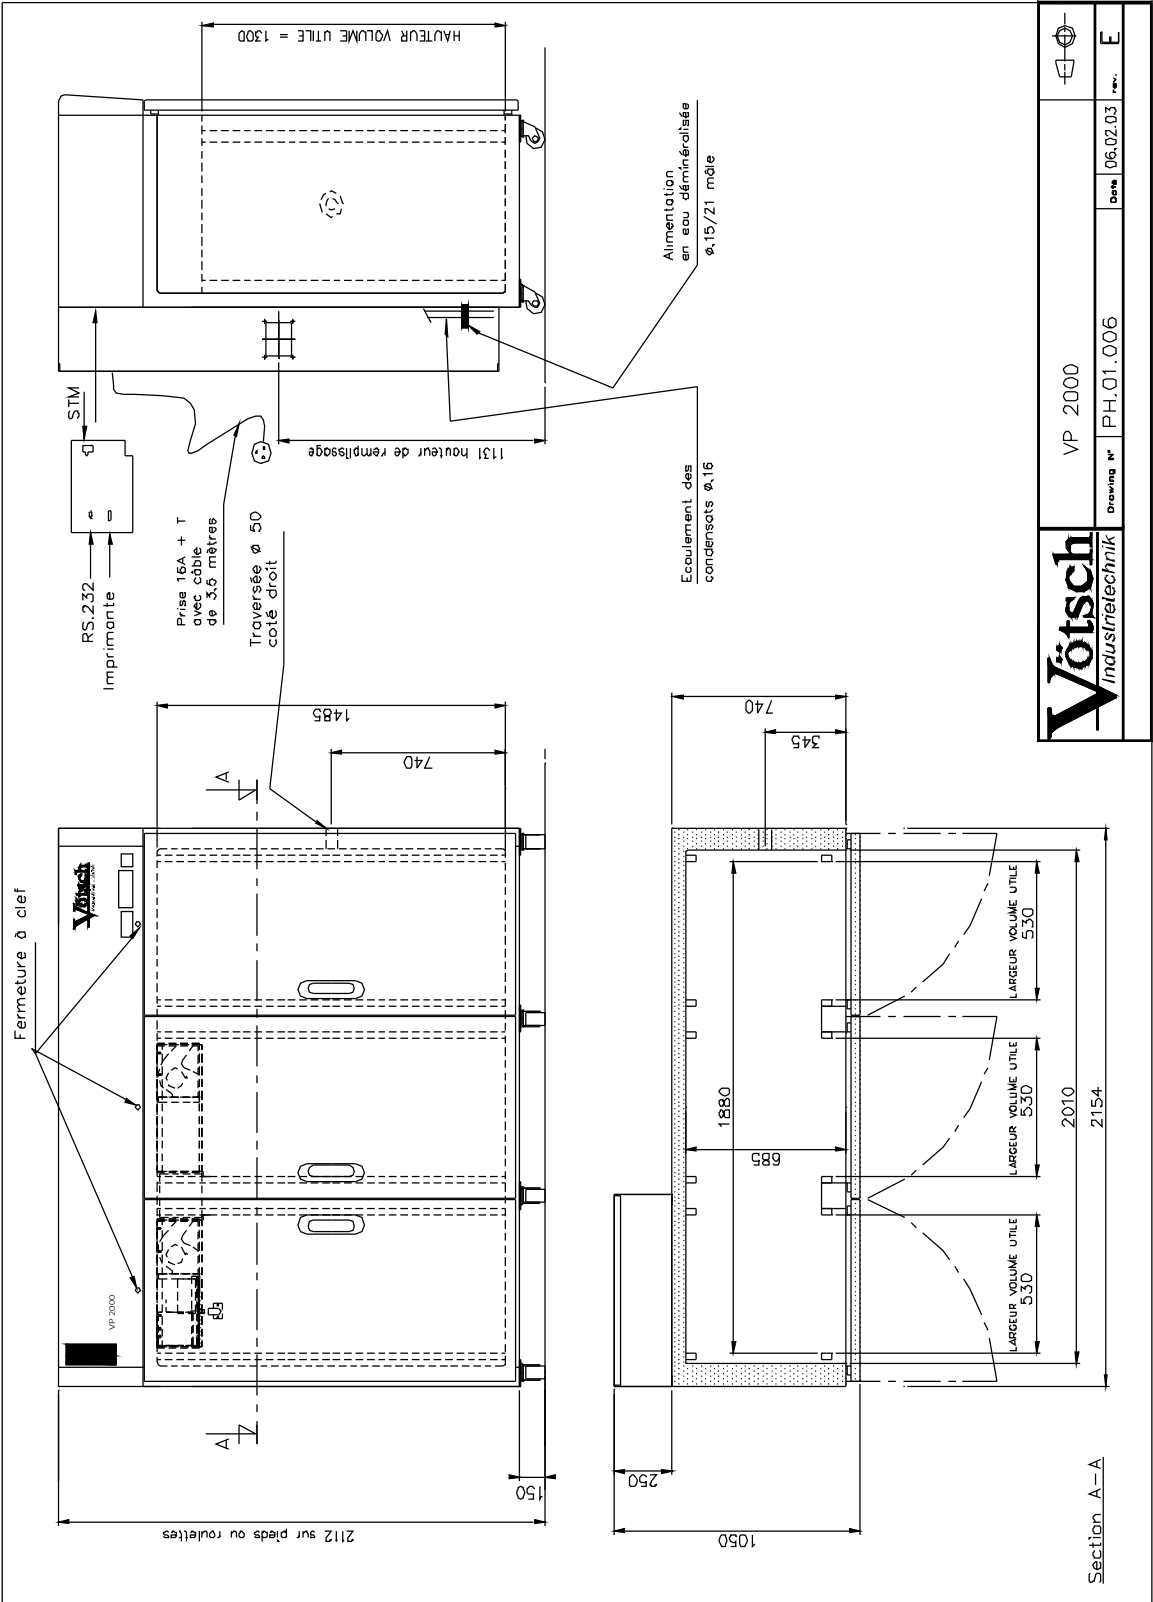 Fermeture à clef
Vötsch
VP 2000
A
A
2112 sur pieds ou roulettes
150
1485
740
Traversée ø 50
coté droit
RS.232
Imprimante
STM
Prise 16A + T
avec câble
de 3,5 mètres
1131 hauteur de remplissage
HAUTEUR VOLUME UTILE = 1300
Alimentation
en eau déminéralisée
ø.15/21 mâle
Ecoulement des
condensats ø.16
740
345
1880
685
LARGEUR VOLUME UTILE
530
LARGEUR VOLUME UTILE
530
LARGEUR VOLUME UTILE
530
2010
2154
250
1050
Section A-A
Vötsch
Industrietechnik
VP 2000
Drawing N° PH.01.006
Date 06.02.03
rev. E